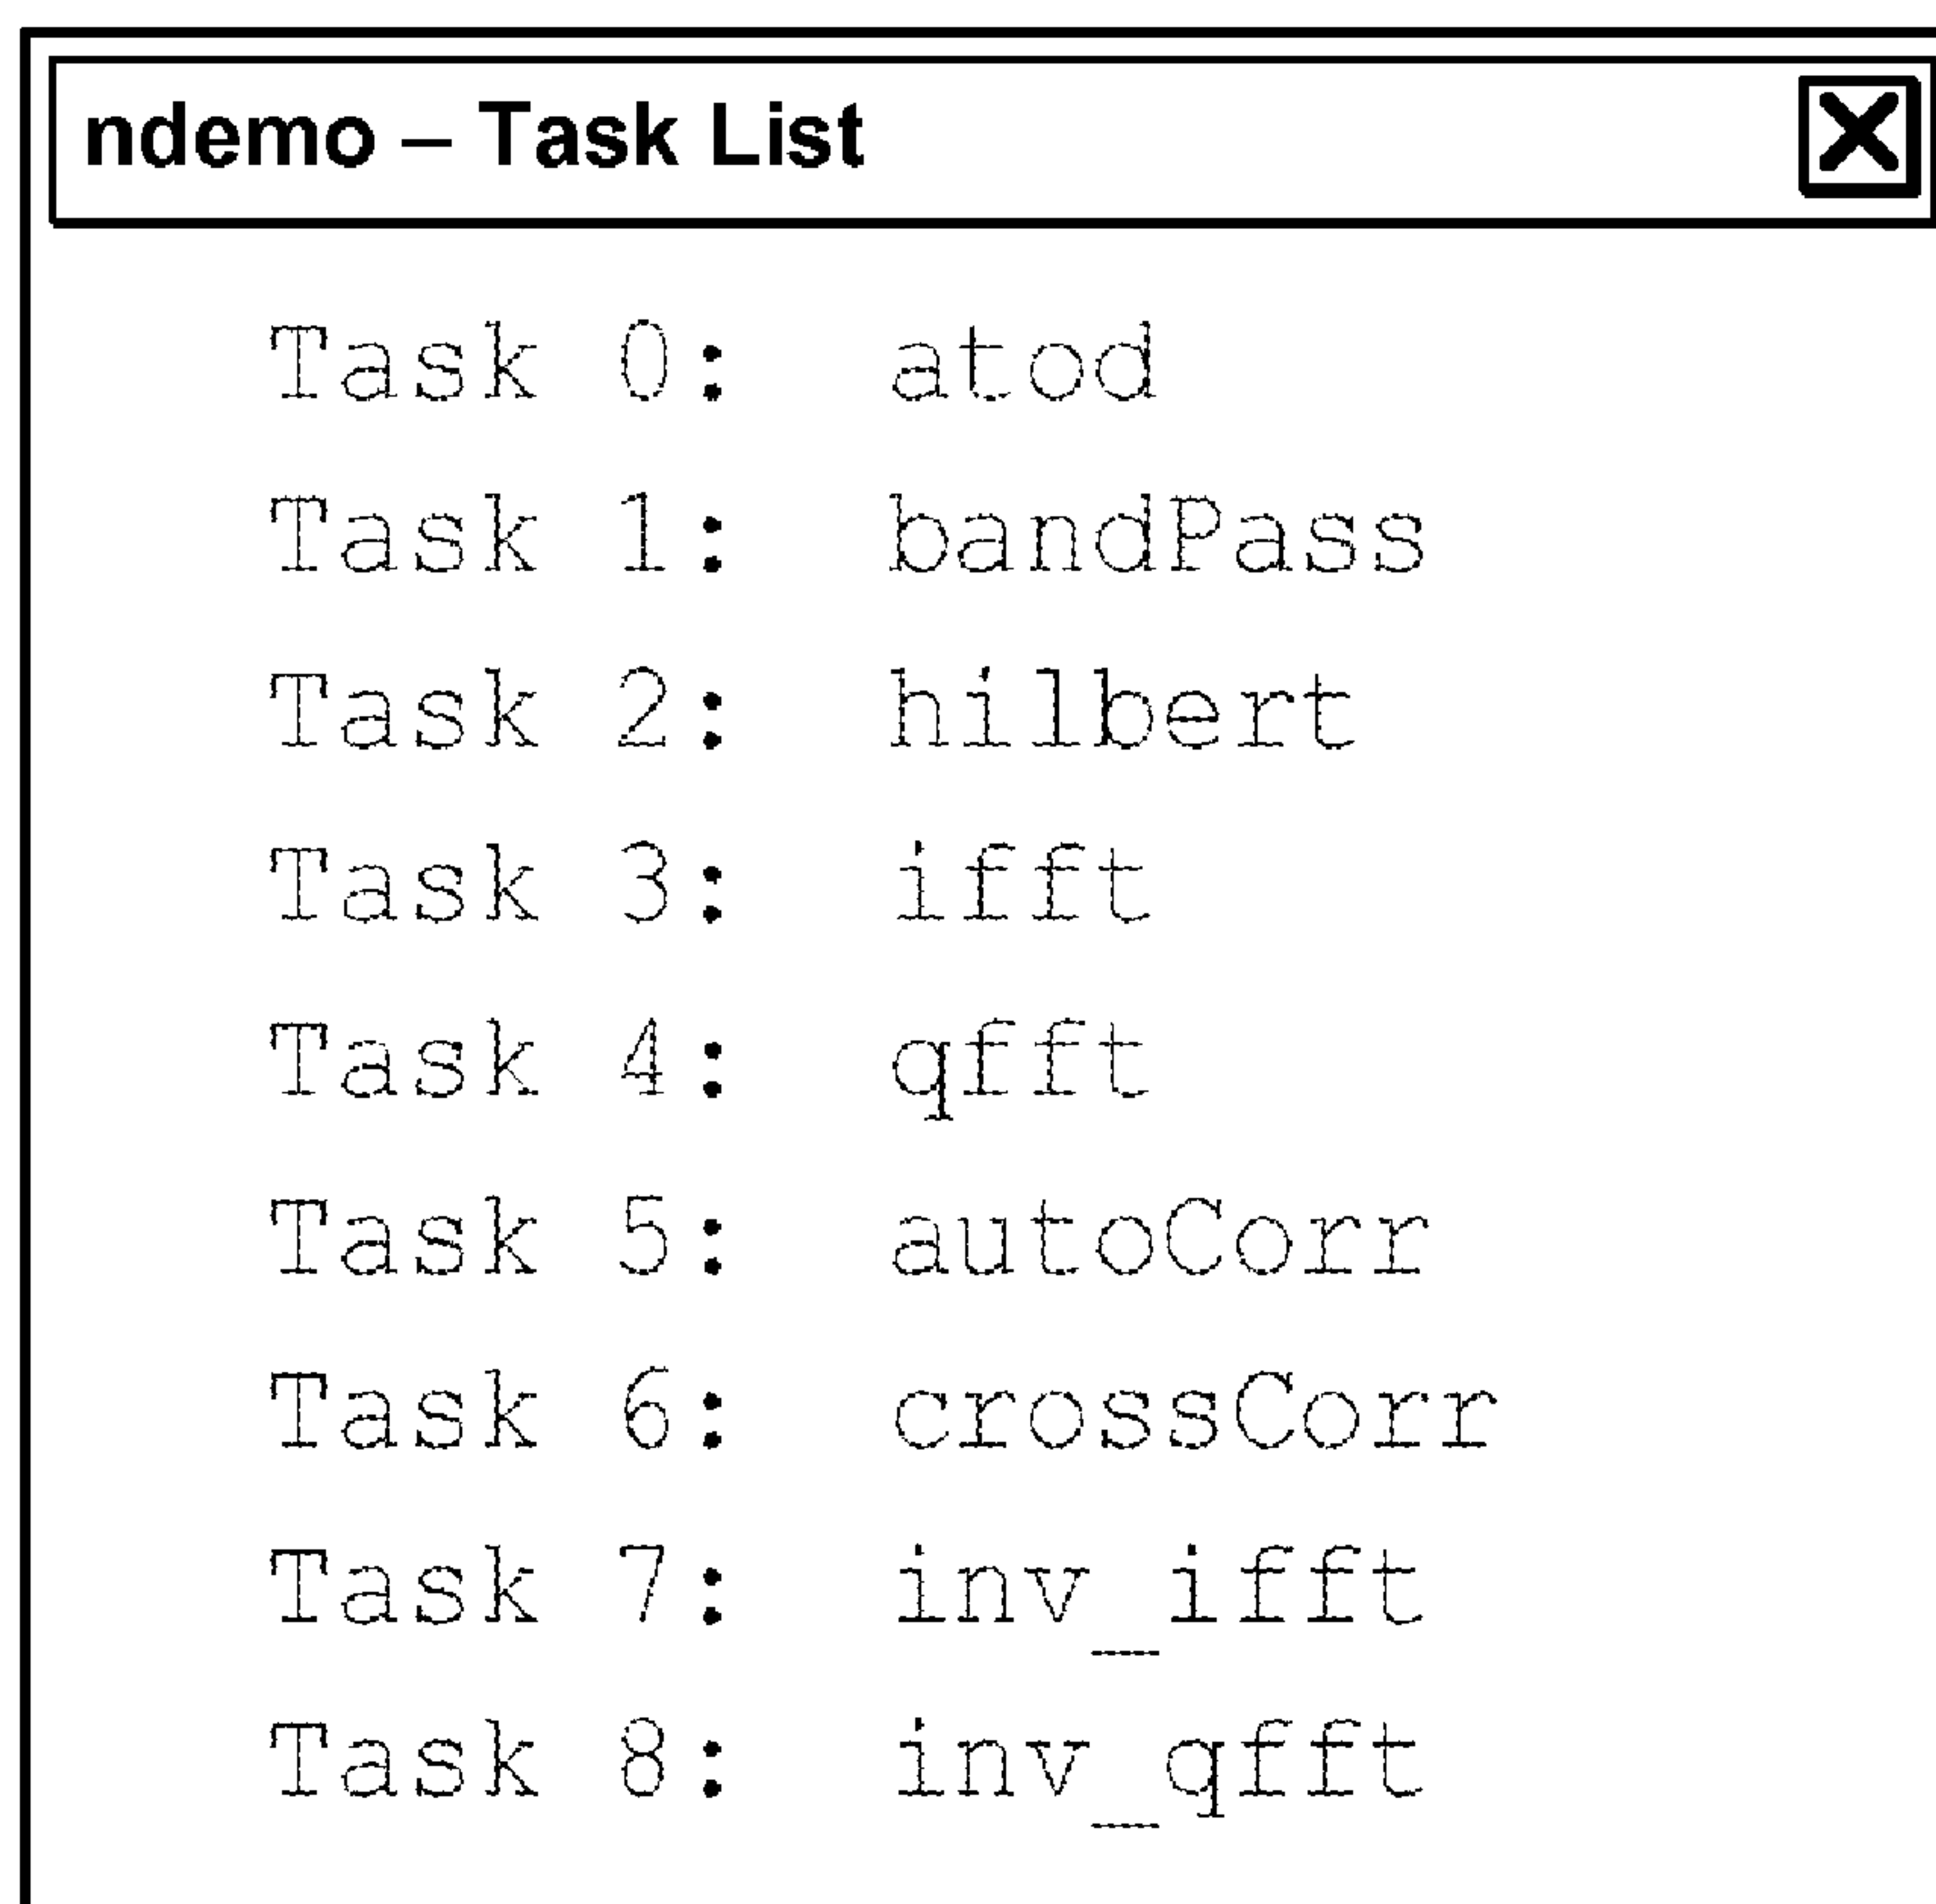 ndemo – Task List
Task 0: atod
Task 1: bandPass
Task 2: hilbert
Task 3: ifft
Task 4: qfft
Task 5: autoCorr
Task 6: crossCorr
Task 7: inv_ifft
Task 8: inv_qfft